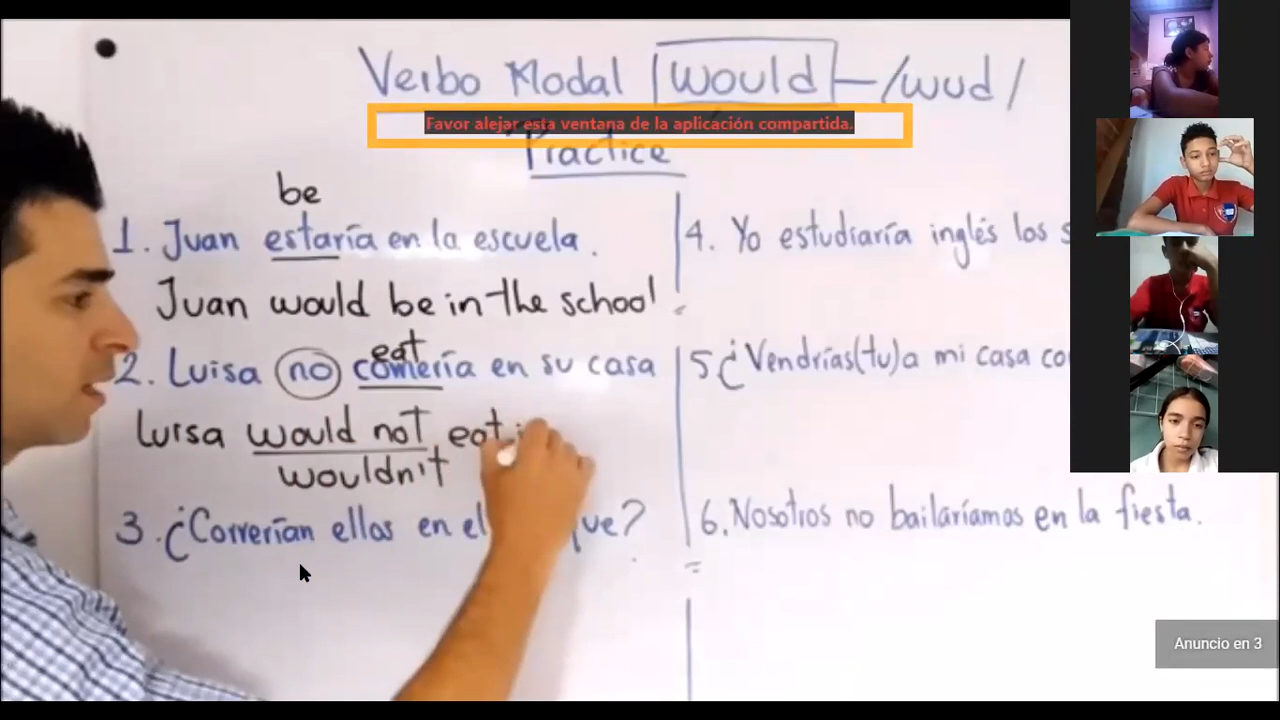 Verbo Modal would - /wud/
Favor alejar esta ventana de la aplicación compartida.
Practice
be
1. Juan estaría en la escuela.
Juan would be in the school
eat
2. Luisa no comería en su casa
Luisa would not eat
wouldn't
3. ¿Correrían ellos en el
4. Yo estudiaría inglés los
5 ¿Vendrías(tu)a mi casa
6. Nosotros no bailaríamos en la fiesta.
Anuncio en 3